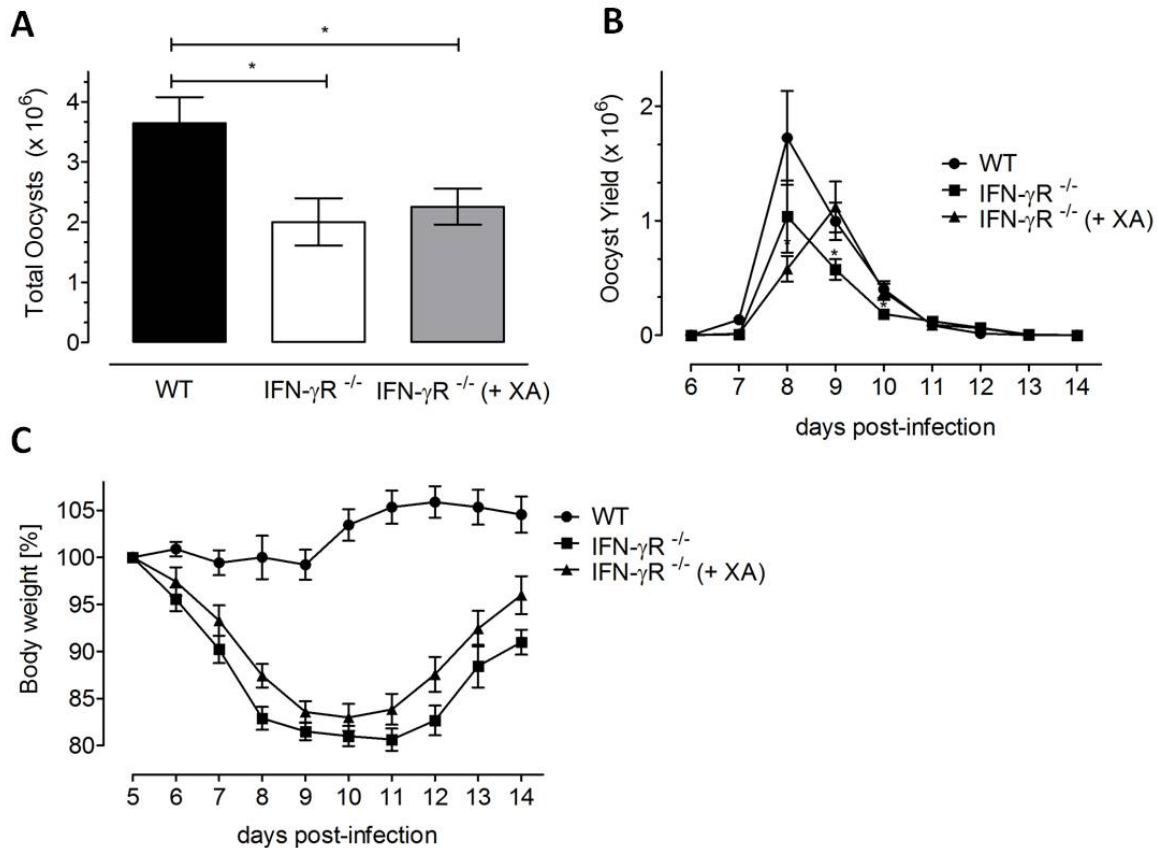 A
*
*
Total Oocysts (x 10⁶)
4
3
2
1
0
WT
IFN-γR -/-
IFN-γR -/- (+ XA)
B
Oocyst Yield (x 10⁶)
2
1
0
*
*
*
6 7 8 9 10 11 12 13 14
days post-infection
WT
IFN-γR -/-
IFN-γR -/- (+ XA)
C
Body weight [%]
105
100
95
90
85
80
5 6 7 8 9 10 11 12 13 14
days post-infection
WT
IFN-γR -/-
IFN-γR -/- (+ XA)